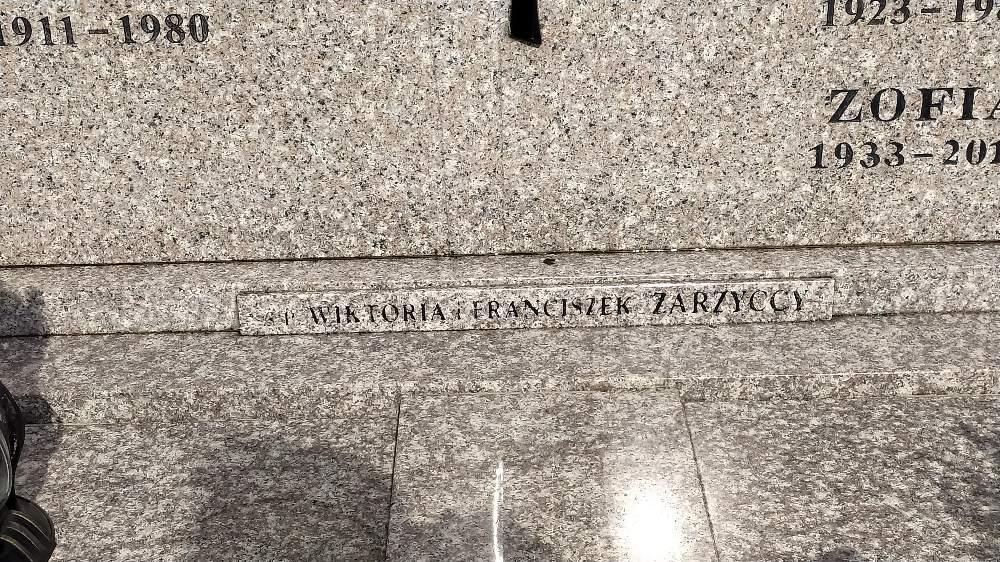 1911–1980
1923–19
ZOFIA
1933–201
WIKTORIA i FRANCISZEK ZARZYCCY